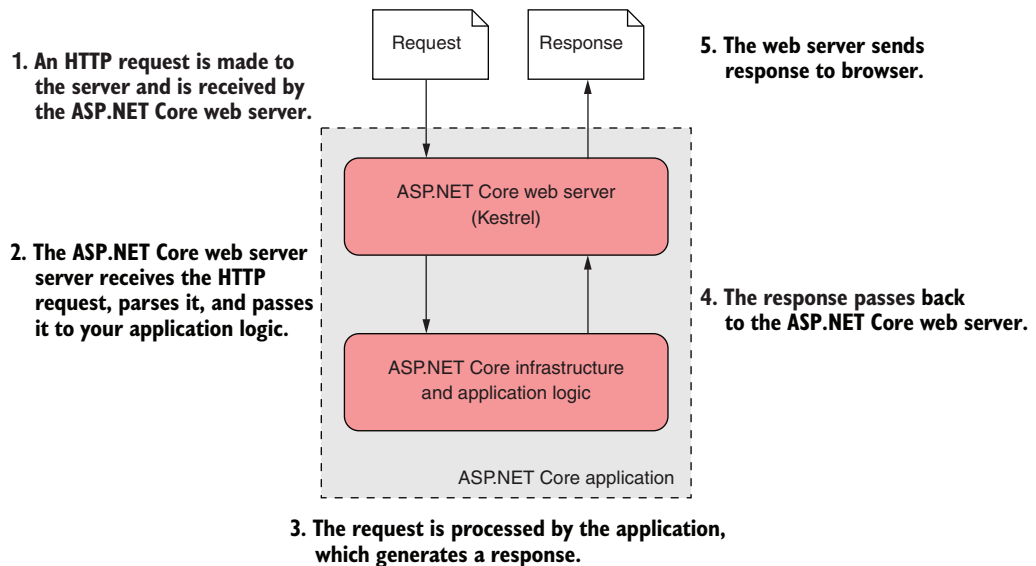 Request
Response
1. An HTTP request is made to
the server and is received by
the ASP.NET Core web server.
5. The web server sends
response to browser.
ASP.NET Core web server
(Kestrel)
2. The ASP.NET Core web server
server receives the HTTP
request, parses it, and passes
it to your application logic.
4. The response passes back
to the ASP.NET Core web server.
ASP.NET Core infrastructure
and application logic
ASP.NET Core application
3. The request is processed by the application,
which generates a response.